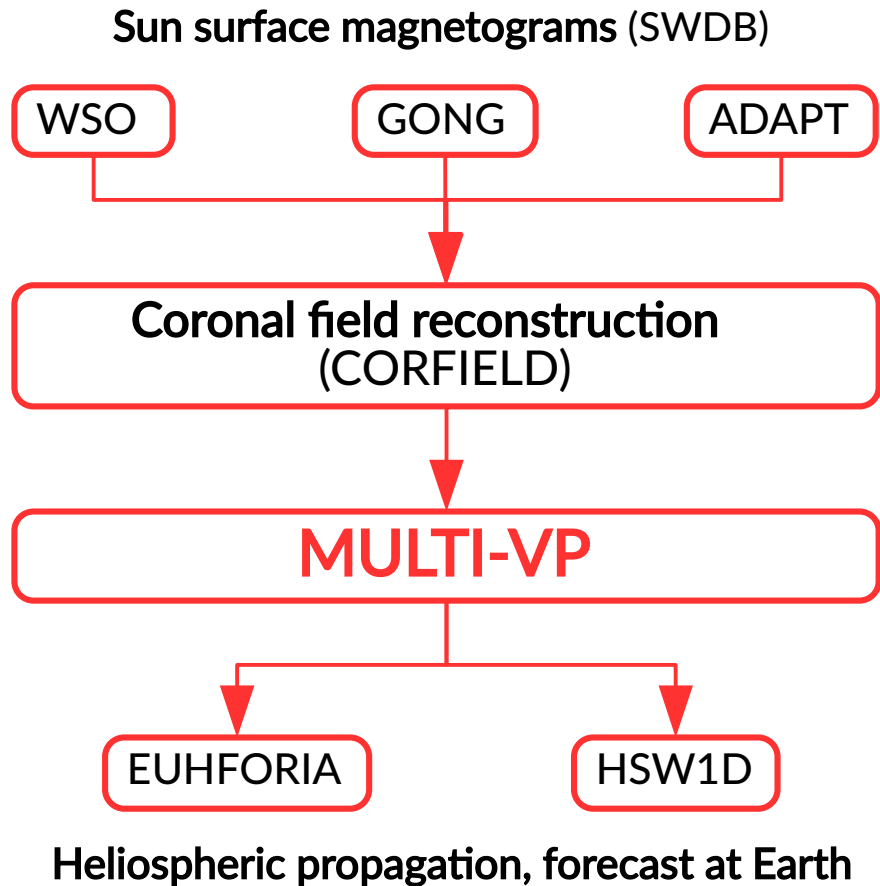 Sun surface magnetograms (SWDB)
WSO
GONG
ADAPT
Coronal field reconstruction
(CORFIELD)
MULTI-VP
EUHFORIA
HSW1D
Heliospheric propagation, forecast at Earth